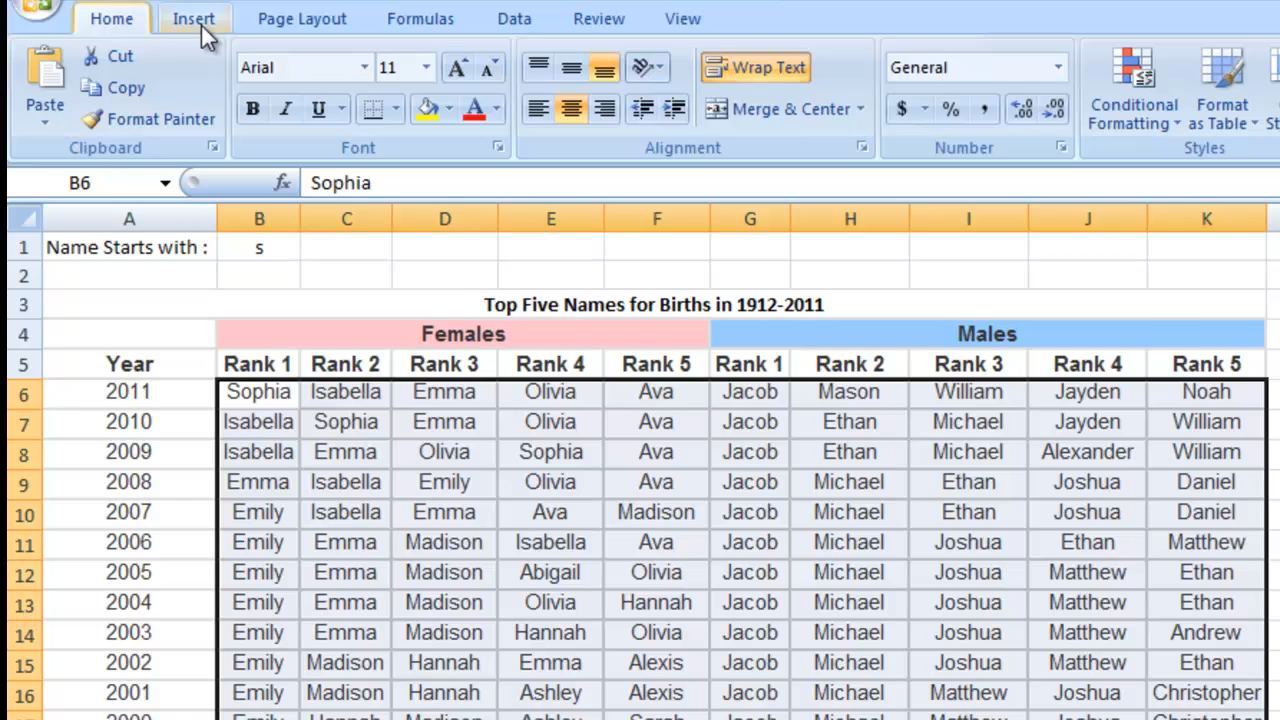 Home Insert Page Layout Formulas Data Review View
Cut Arial 11 Wrap Text General
Copy
Paste B I U A Merge & Center $ % , Conditional Format
Format Painter Formatting as Table
Clipboard Font Alignment Number Styles
B6 fx Sophia
A B C D E F G H I J K
1 Name Starts with : s
2
3 Top Five Names for Births in 1912-2011
4 Females Males
5 Year Rank 1 Rank 2 Rank 3 Rank 4 Rank 5 Rank 1 Rank 2 Rank 3 Rank 4 Rank 5
6 2011 Sophia Isabella Emma Olivia Ava Jacob Mason William Jayden Noah
7 2010 Isabella Sophia Emma Olivia Ava Jacob Ethan Michael Jayden William
8 2009 Isabella Emma Olivia Sophia Ava Jacob Ethan Michael Alexander William
9 2008 Emma Isabella Emily Olivia Ava Jacob Michael Ethan Joshua Daniel
10 2007 Emily Isabella Emma Ava Madison Jacob Michael Ethan Joshua Daniel
11 2006 Emily Emma Madison Isabella Ava Jacob Michael Joshua Ethan Matthew
12 2005 Emily Emma Madison Abigail Olivia Jacob Michael Joshua Matthew Ethan
13 2004 Emily Emma Madison Olivia Hannah Jacob Michael Joshua Matthew Ethan
14 2003 Emily Emma Madison Hannah Olivia Jacob Michael Joshua Matthew Andrew
15 2002 Emily Madison Hannah Emma Alexis Jacob Michael Joshua Matthew Ethan
16 2001 Emily Madison Hannah Ashley Alexis Jacob Michael Matthew Joshua Christopher